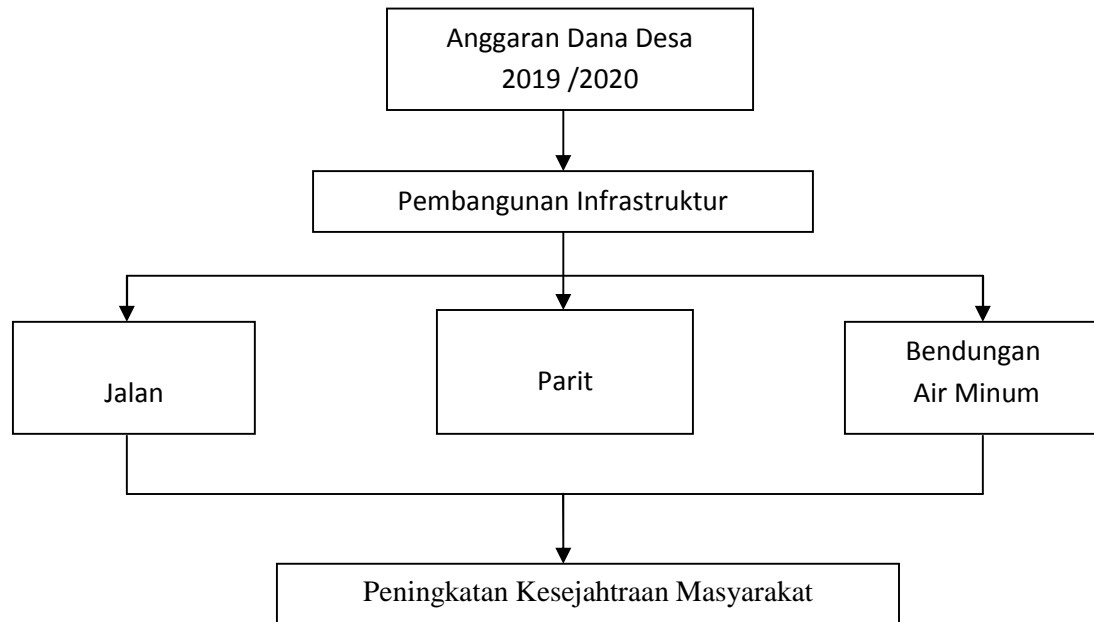 Anggaran Dana Desa
2019 /2020
Pembangunan Infrastruktur
Jalan
Parit
Bendungan
Air Minum
Peningkatan Kesejahtraan Masyarakat